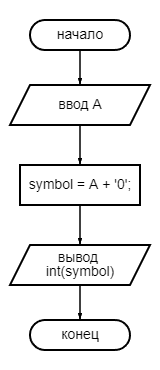 начало
ввод A
symbol = A + '0';
вывод
int(symbol)
конец